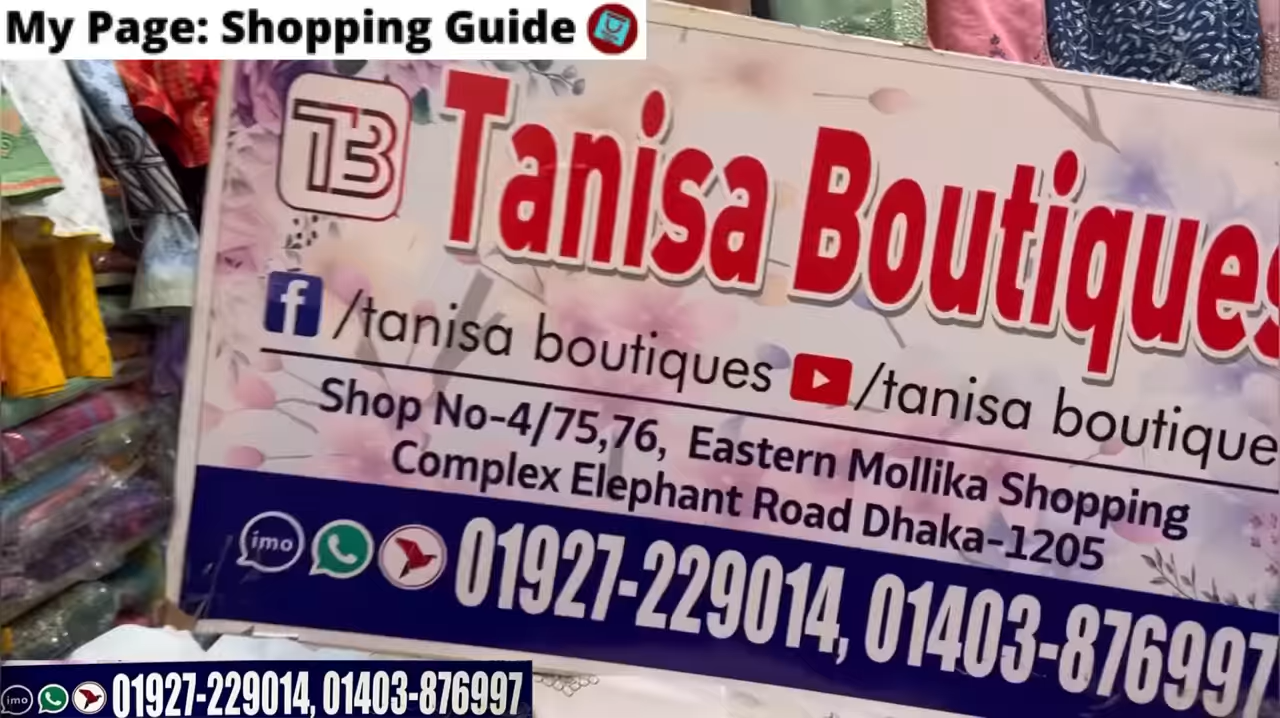 My Page: Shopping Guide
TB
Tanisa Boutiques
/tanisa boutiques /tanisa boutique
Shop No-4/75,76, Eastern Mollika Shopping
Complex Elephant Road Dhaka-1205
imo 01927-229014, 01403-876997
imo 01927-229014, 01403-876997